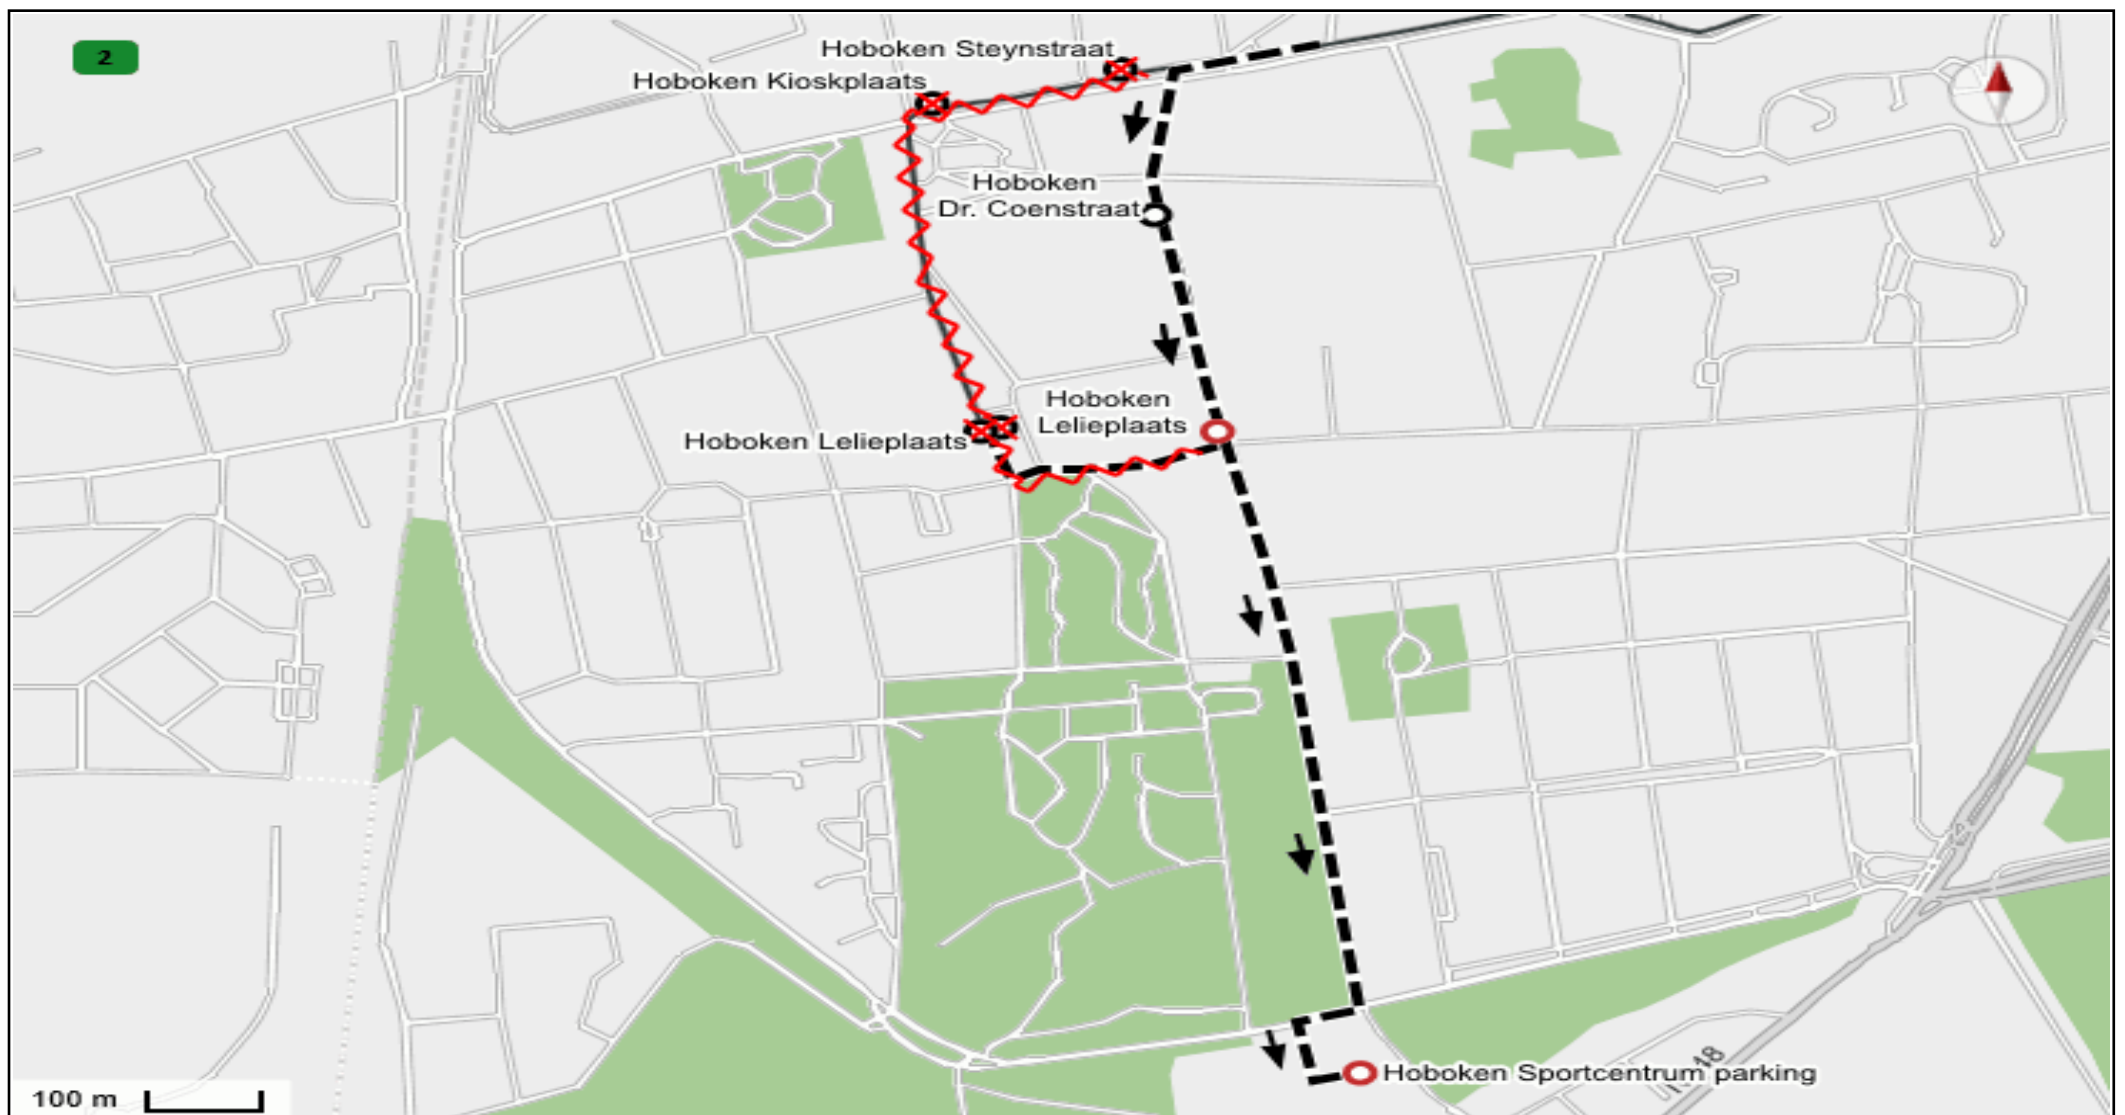 2
Hoboken Steynstraat
Hoboken Kioskplaats
Hoboken
Dr. Coenstraat
Hoboken
Lelieplaats
Hoboken Lelieplaats
Hoboken Sportcentrum parking
100 m